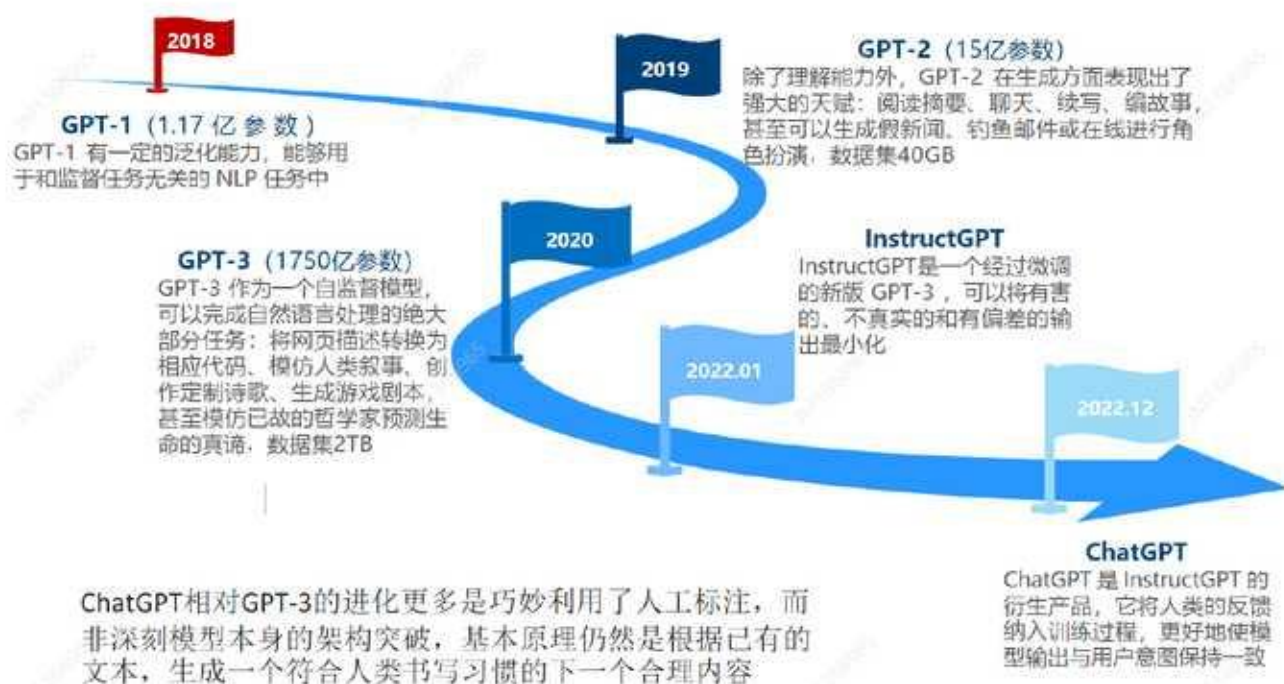 2018
GPT-1 (1.17 亿 参 数 )
GPT-1 有一定的泛化能力，能够用
于和监督任务无关的 NLP 任务中
2019
GPT-2 (15亿参数)
除了理解能力外，GPT-2 在生成方面表现出了
强大的天赋：阅读摘要、聊天、续写、编故事，
甚至可以生成假新闻、钓鱼邮件或在线进行角
色扮演，数据集40GB
2020
GPT-3 (1750亿参数)
GPT-3 作为一个自监督模型，
可以完成自然语言处理的绝大
部分任务：将网页描述转换为
相应代码、模仿人类叙事、创
作定制诗歌、生成游戏剧本，
甚至模仿已故的哲学家预测生
命的真谛，数据集2TB
InstructGPT
InstructGPT是一个经过微调
的新版 GPT-3 ，可以将有害
的、不真实的和有偏差的输
出最小化
2022.01
2022.12
ChatGPT
ChatGPT 是 InstructGPT 的
衍生产品，它将人类的反馈
纳入训练过程，更好地使模
型输出与用户意图保持一致
ChatGPT相对GPT-3的进化更多是巧妙利用了人工标注，而
非深刻模型本身的架构突破，基本原理仍然是根据已有的
文本，生成一个符合人类书写习惯的下一个合理内容